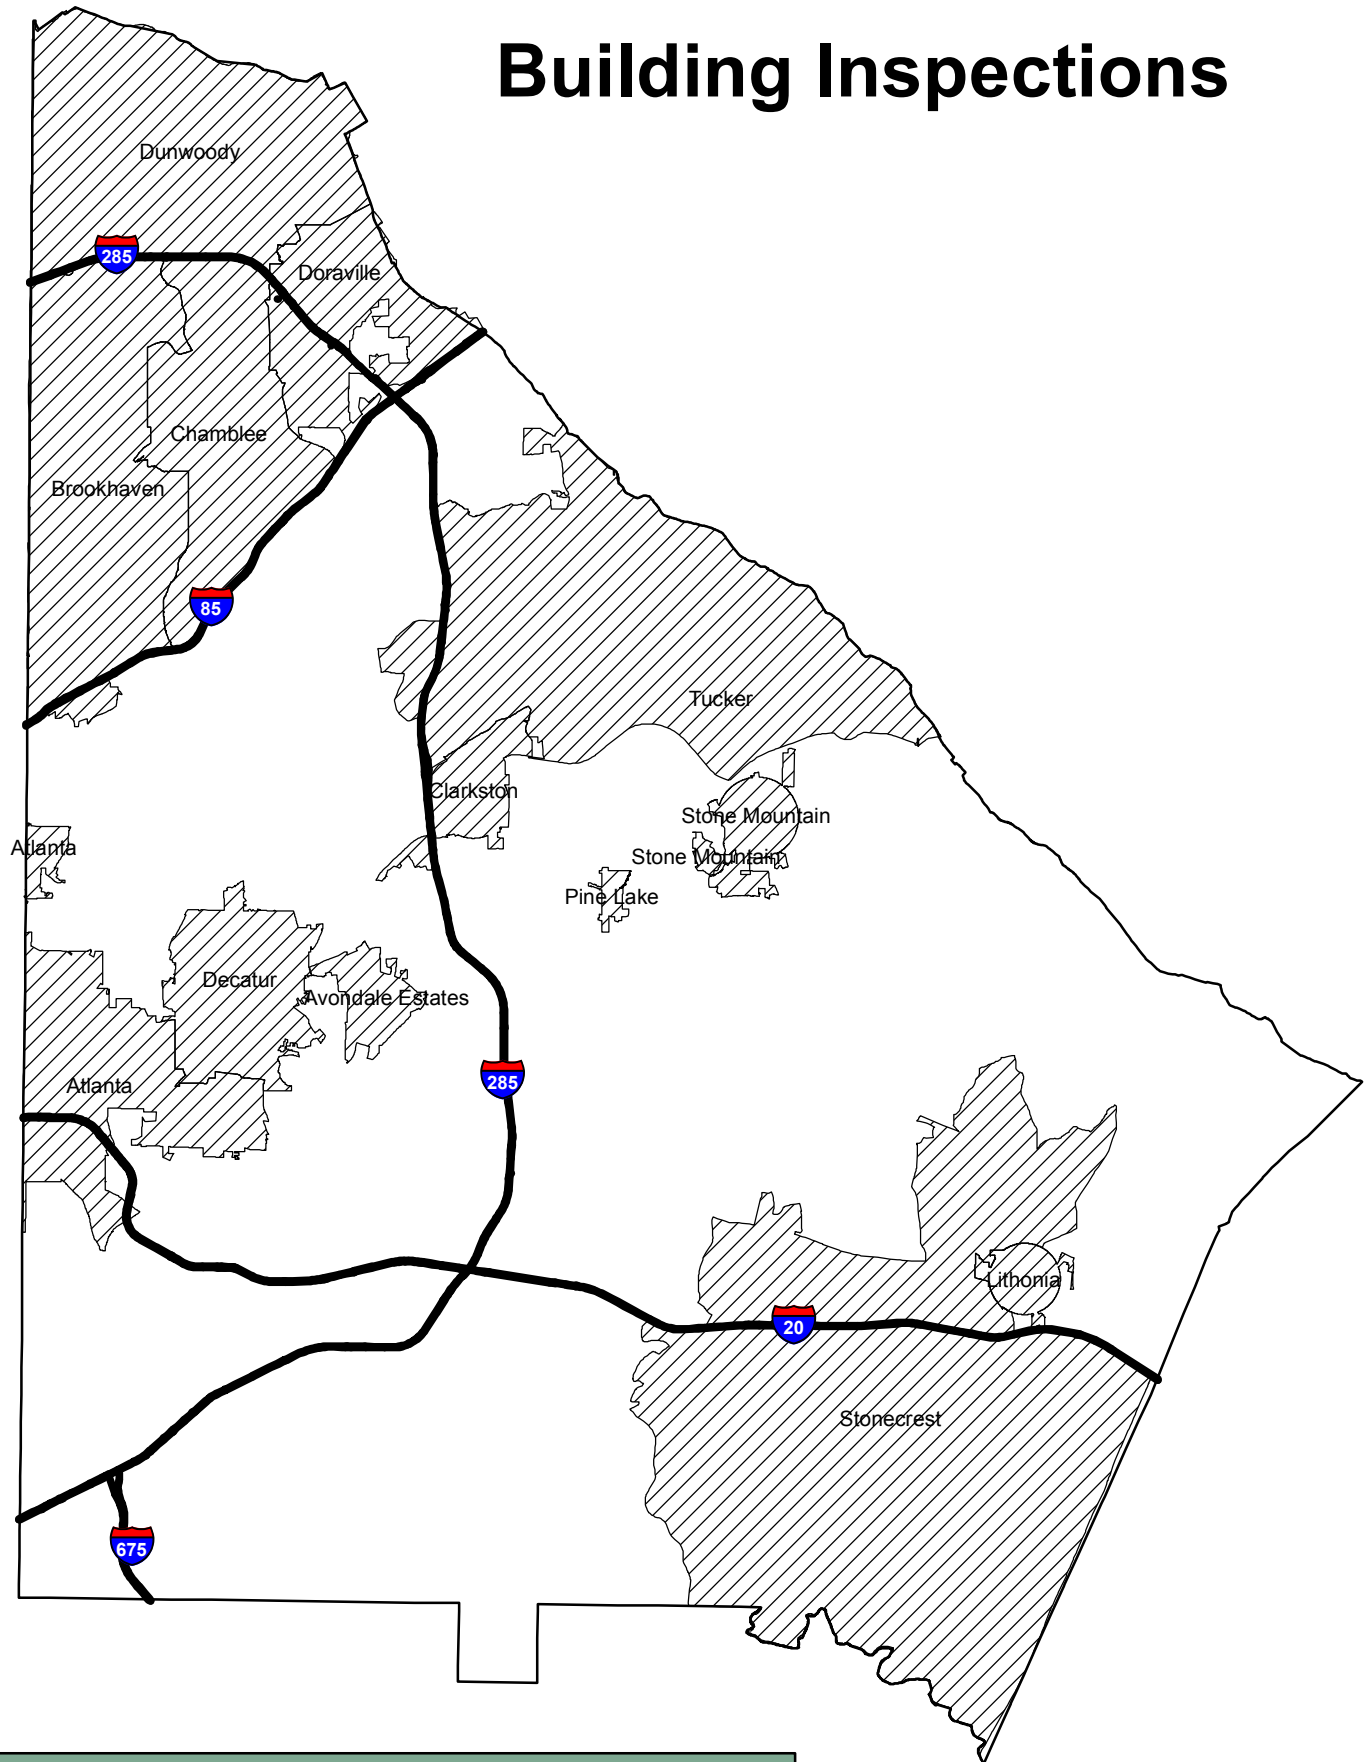 Building Inspections
Dunwoody
285
Doraville
Chamblee
Brookhaven
85
Tucker
Clarkston
Stone Mountain
Atlanta
Stone Mountain
Pine Lake
Decatur
Avondale Estates
285
Atlanta
Lithonia
20
Stonecrest
675